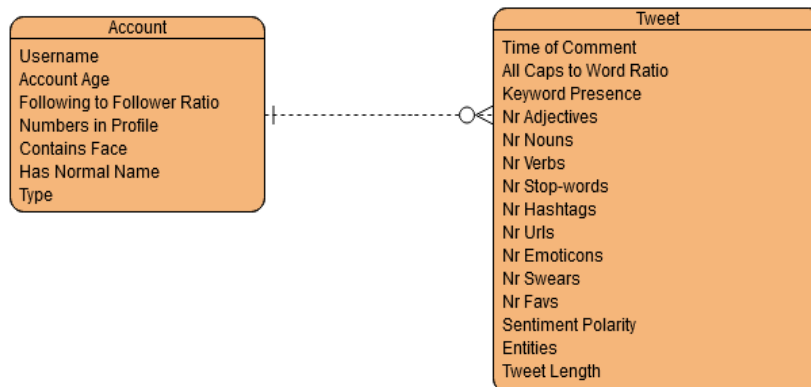 Account
Username
Account Age
Following to Follower Ratio
Numbers in Profile
Contains Face
Has Normal Name
Type
Tweet
Time of Comment
All Caps to Word Ratio
Keyword Presence
Nr Adjectives
Nr Nouns
Nr Verbs
Nr Stop-words
Nr Hashtags
Nr Urls
Nr Emoticons
Nr Swears
Nr Favs
Sentiment Polarity
Entities
Tweet Length